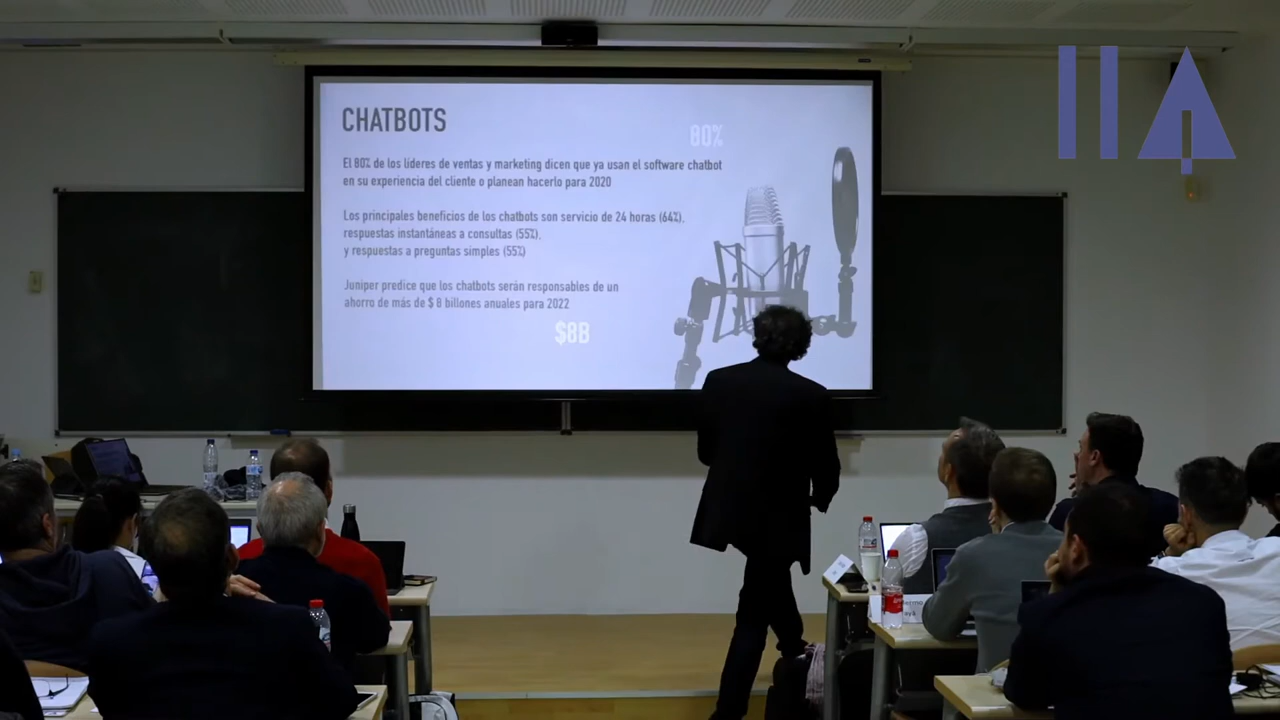 IIA
CHATBOTS
80%
El 80% de los líderes de ventas y marketing dicen que ya usan el software chatbot
en su experiencia del cliente o planean hacerlo para 2020
Los principales beneficios de los chatbots son servicio de 24 horas (64%),
respuestas instantáneas a consultas (55%),
y respuestas a preguntas simples (55%)
Juniper predice que los chatbots serán responsables de un
ahorro de más de $ 8 billones anuales para 2022
$8B